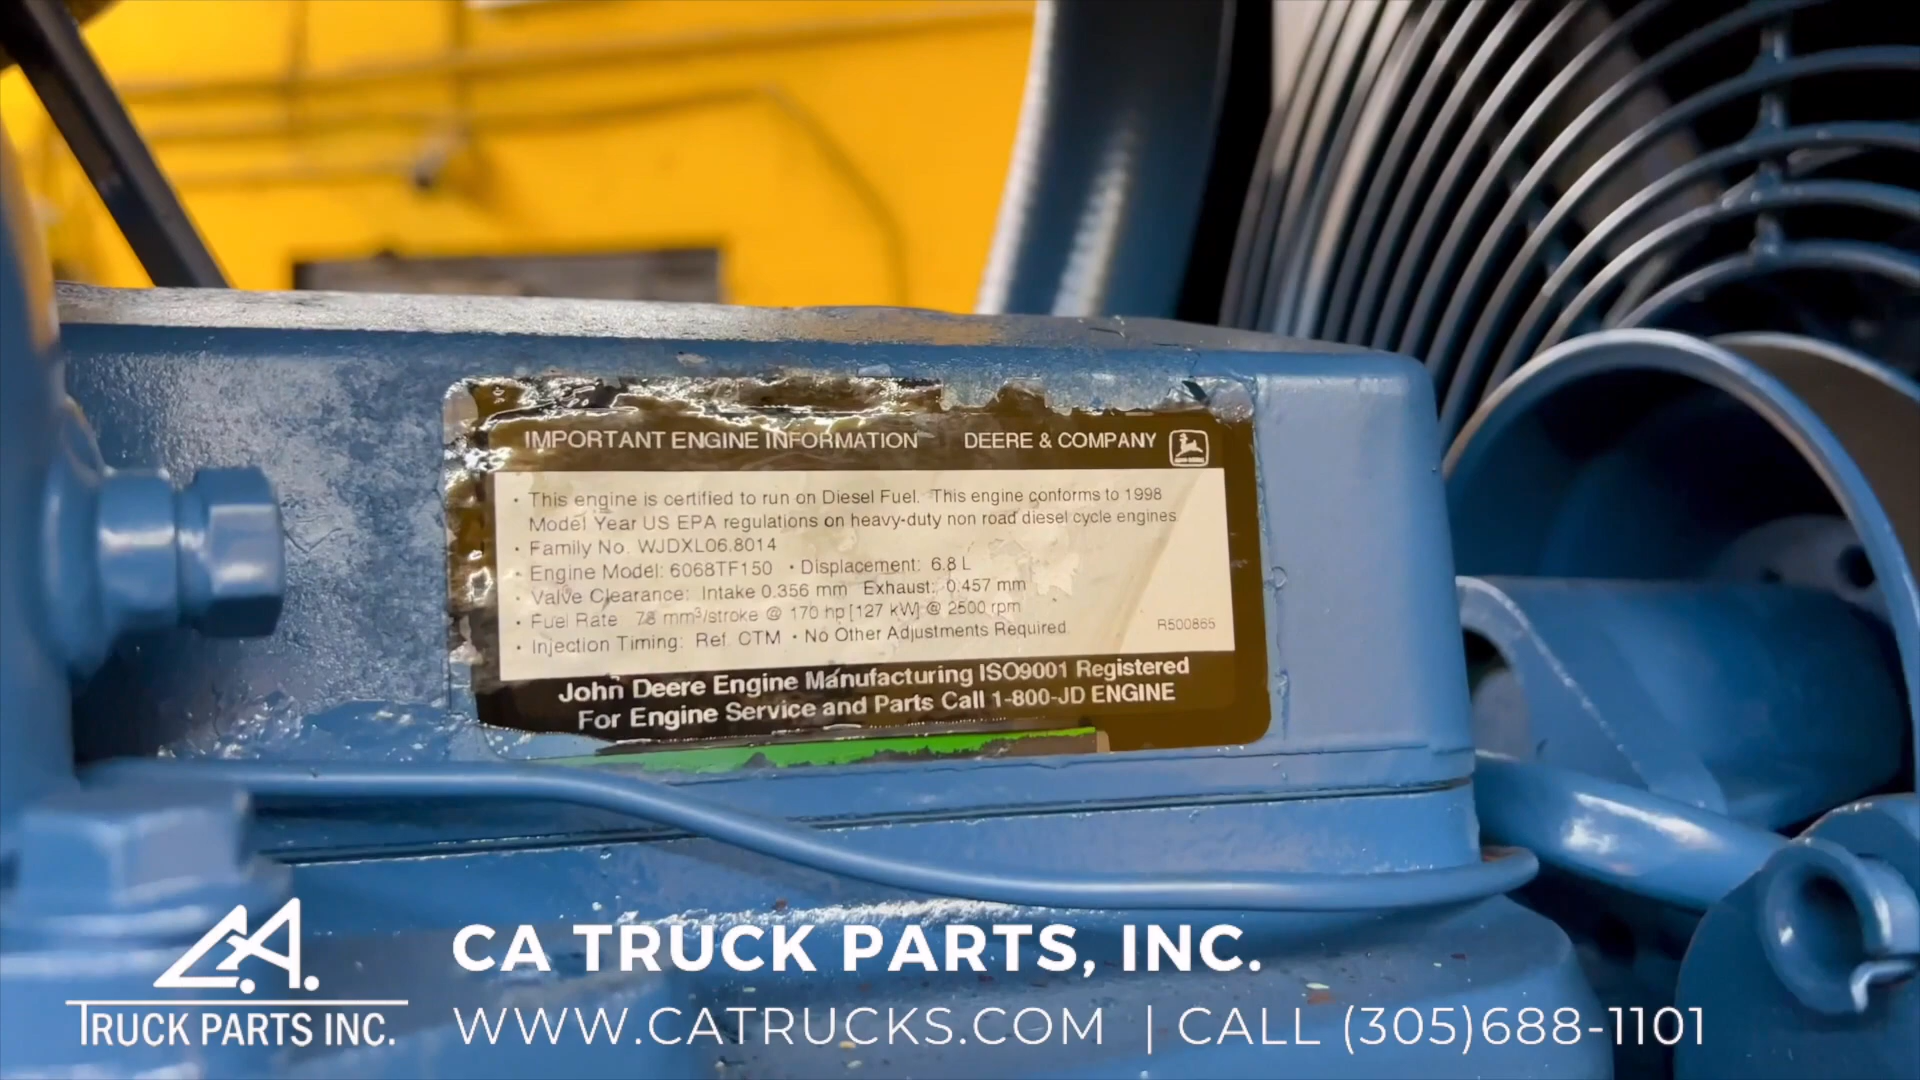 IMPORTANT ENGINE INFORMATION DEERE & COMPANY
• This engine is certified to run on Diesel Fuel. This engine conforms to 1998
Model Year US EPA regulations on heavy-duty non road diesel cycle engines
• Family No. WJDXL06.8014
• Engine Model: 6068TF150 • Displacement: 6.8 L
• Valve Clearance: Intake 0.356 mm Exhaust: 0.457 mm
• Fuel Rate 78 mm³/stroke @ 170 hp [127 kW] @ 2500 rpm
• Injection Timing: Ref. CTM • No Other Adjustments Required.
R500865
John Deere Engine Manufacturing ISO9001 Registered
For Engine Service and Parts Call 1-800-JD ENGINE
C.A.
TRUCK PARTS INC.
CA TRUCK PARTS, INC.
WWW.CATRUCKS.COM | CALL (305)688-1101